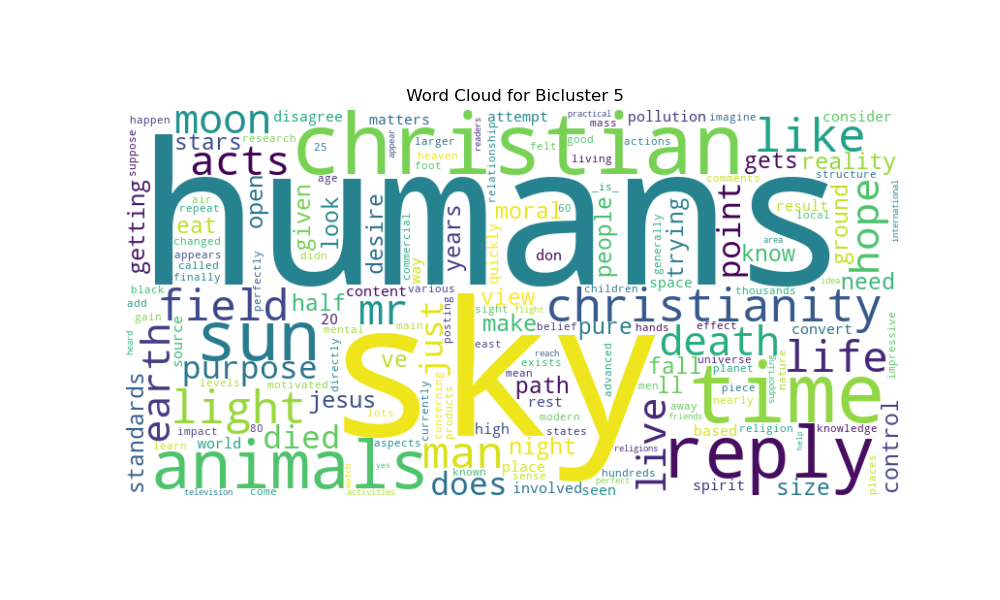 Word Cloud for Bicluster 5
happen
moon
disagree
matters
attempt
practical
pollution
imagine
like
consider
christian
suppose
stars
research
25
appear
larger
readers
mass
good
actions
acts
heaven
relationship
felt
living
gets
reality
foot
structure
humans
getting
air
repeat
eat
changed
appears
called
finally
open
given
age
look
didn
desire
commercial
way
years
quickly
moral
60
don
_is_
people
generally
trying
space
comments
point
know
result
local
ground
hope
need
international
black
add
gain
field
perfectly
half
20
content
mr
various
just
posting
view
sight
flight
make
children
christianity
belief
pure
hands
area
thousands
idea
effect
convert
impressive
heard
earth
source
sun
mental
main
sky
east
exists
mean
reach
advanced
death
universe
life
purpose
directly
ve
fall
planet
supporting
nature
levels
motivated
path
men
ll
piece
nearly
time
standards
light
jesus
lots
currently
concerning
products
rest
modern
away
friends
impact
80
high
states
live
based
religion
help
knowledge
control
learn
world
died
aspects
man
night
religions
reply
animals
match
yes
known
place
sense
hundreds
perfect
places
television
come
activities
does
involved
seen
spirit
size